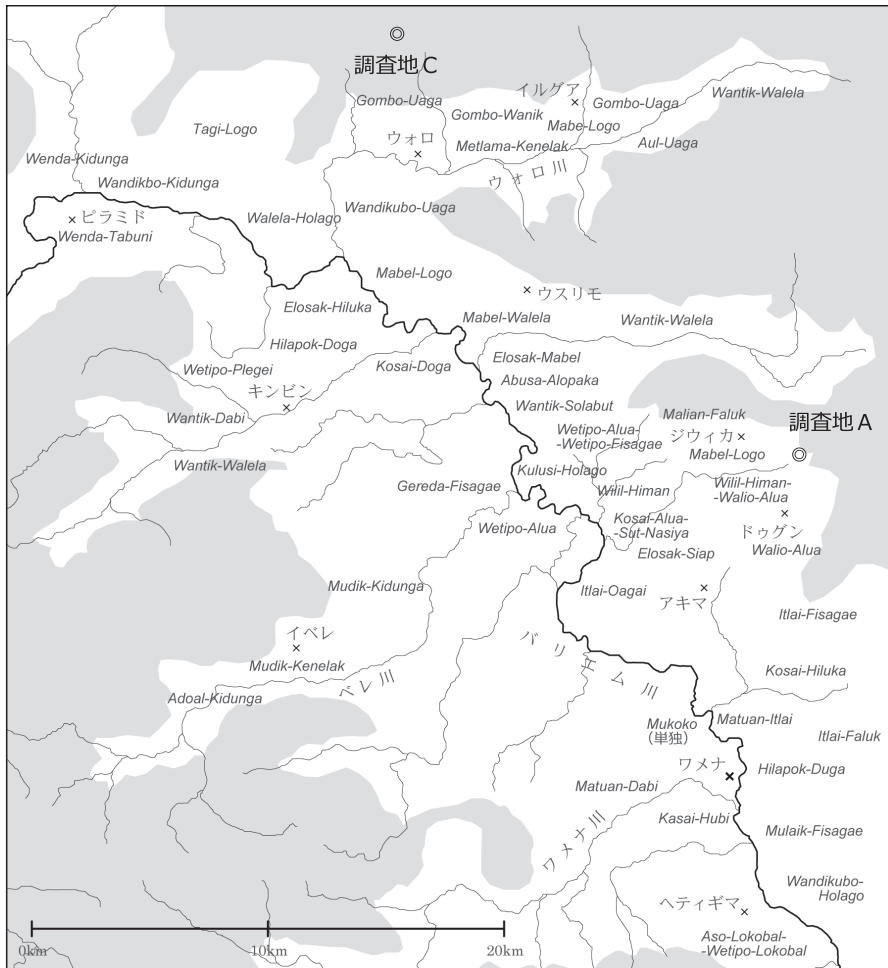 調査地C
イルグア
Gombo-Uaga
Gombo-Wanik
Gombo-Uaga
Wantik-Walela
Tagi-Logo
Mabe-Logo
ウォロ
Metlama-Kenelak
Aul-Uaga
Wenda-Kidunga
ウォロ川
Wandikbo-Kidunga
ピラミド
Walela-Holago
Wandikubo-Uaga
Wenda-Tabuni
Mabel-Logo
ウスリモ
Elosak-Hiluka
Mabel-Walela
Wantik-Walela
Hilapok-Doga
Elosak-Mabel
Wetipo-Plegei
Kosai-Doga
Abusa-Alopaka
キンビン
Wantik-Solabut
Wantik-Dabi
Malian-Faluk
調査地A
Wetipo-Alua-
-Wetipo-Fisagae
ジウィカ
Mabel-Logo
Wantik-Walela
Kulusi-Holago
Gereda-Fisagae
Wilil-Himan
Wilil-Himan-
-Walio-Alua
Wetipo-Alua
Kosai-Alua-
-Sut-Nasiya
ドゥグン
Elosak-Siap
Walio-Alua
Mudik-Kidunga
Itlai-Oagai
アキマ
Itlai-Fisagae
イベレ
バリエム川
Mudik-Kenelak
Kosai-Hiluka
ベレ川
Adoal-Kidunga
Mukoko
（単独）
Matuan-Itlai
Itlai-Faluk
ワメナ
Hilapok-Duga
Matuan-Dabi
Kasai-Hubi
Mulaik-Fisagae
ワメナ川
Wandikubo-
Holago
ヘティギマ
Aso-Lokobal-
-Wetipo-Lokobal
0km
10km
20km